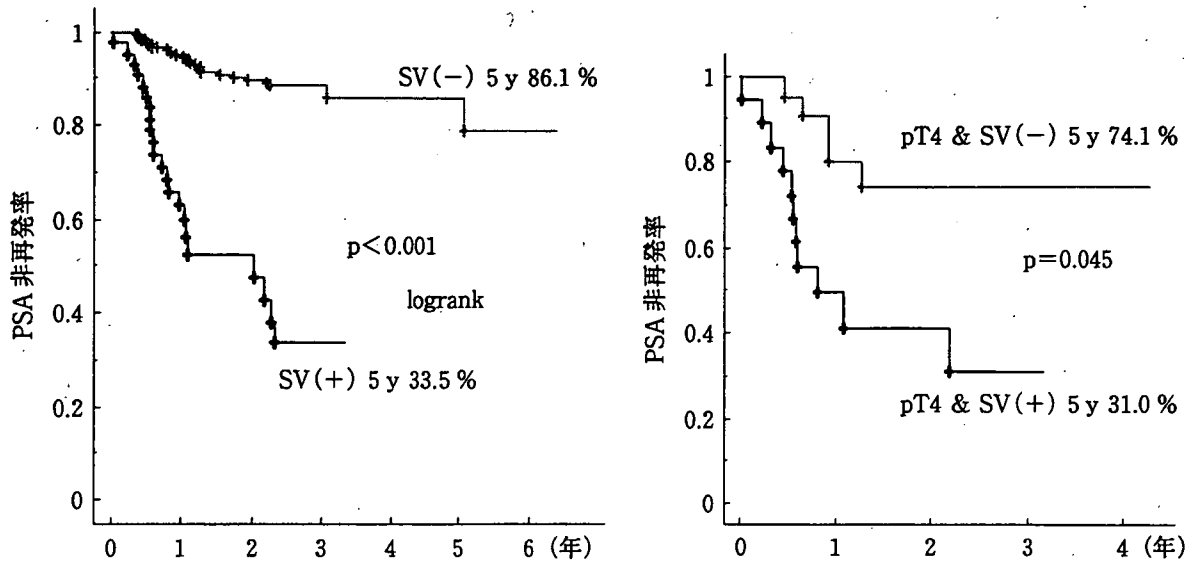 PSA 非再発率
1
0.8
0.6
0.4
0.2
0
SV(−) 5 y 86.1 %
p<0.001
logrank
SV(+) 5 y 33.5 %
0 1 2 3 4 5 6 (年)
PSA 非再発率
1
0.8
0.6
0.4
0.2
0
pT4 & SV(−) 5 y 74.1 %
p=0.045
pT4 & SV(+) 5 y 31.0 %
0 1 2 3 4 (年)